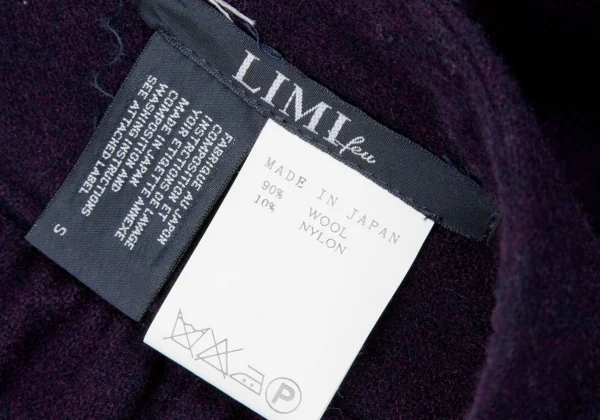 LIMI feu
FABRIQUE AU JAPON
COMPOSITION ET
INSTRUCTIONS DE LAVAGE
VOIR ETIQUETTE ANNEXE
MADE IN JAPAN
COMPOSITION AND
WASHING INSTRUCTIONS
SEE ATTACHED LABEL
S
MADE IN JAPAN
90% WOOL
10% NYLON
P